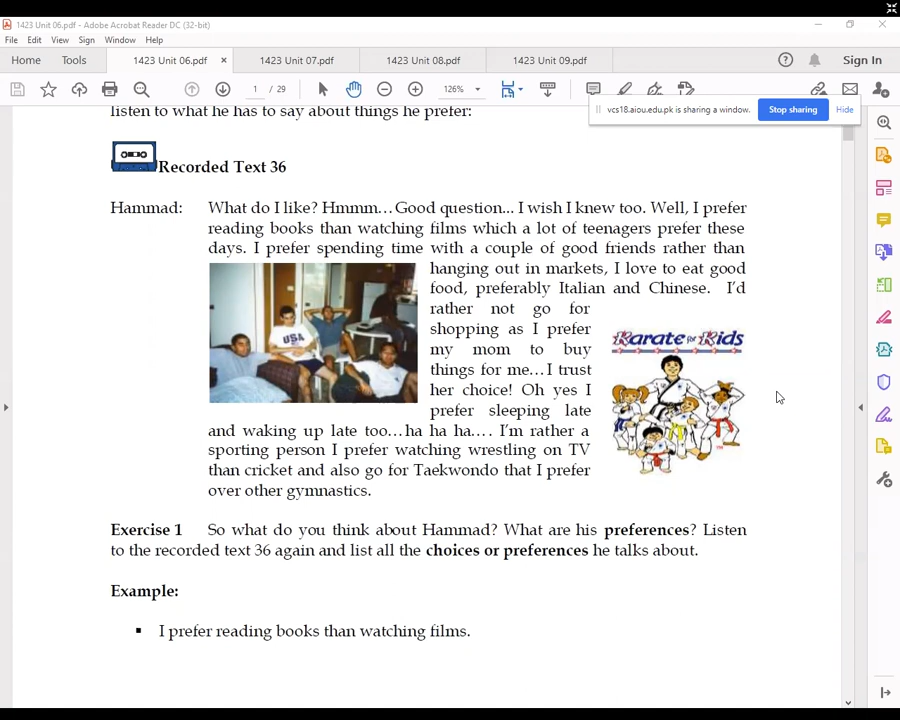 1423 Unit 06.pdf - Adobe Acrobat Reader DC (32-bit)
File Edit View Sign Window Help
Home Tools 1423 Unit 06.pdf × 1423 Unit 07.pdf 1423 Unit 08.pdf 1423 Unit 09.pdf Sign In
1 / 29 126%
vcs18.aiou.edu.pk is sharing a window. Stop sharing Hide
listen to what he has to say about things he prefer:
Recorded Text 36
Hammad: What do I like? Hmmm…Good question... I wish I knew too. Well, I prefer
reading books than watching films which a lot of teenagers prefer these
days. I prefer spending time with a couple of good friends rather than
hanging out in markets, I love to eat good
food, preferably Italian and Chinese. I'd
rather not go for
shopping as I prefer
my mom to buy
things for me…I trust
her choice! Oh yes I
prefer sleeping late
and waking up late too…ha ha ha…. I'm rather a
sporting person I prefer watching wrestling on TV
than cricket and also go for Taekwondo that I prefer
over other gymnastics.
USA
Karate for Kids
Exercise 1 So what do you think about Hammad? What are his preferences? Listen
to the recorded text 36 again and list all the choices or preferences he talks about.
Example:
▪ I prefer reading books than watching films.